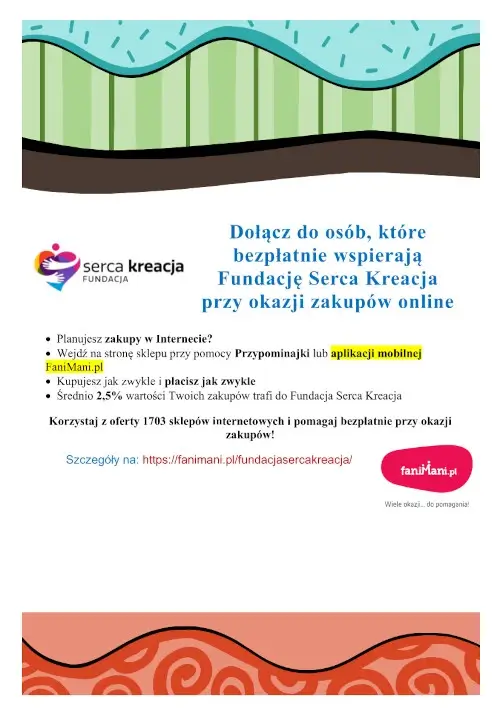 Dołącz do osób, które
bezpłatnie wspierają
Fundację Serca Kreacja
przy okazji zakupów online
serca kreacja
FUNDACJA
• Planujesz zakupy w Internecie?
• Wejdź na stronę sklepu przy pomocy Przypominajki lub aplikacji mobilnej
FaniMani.pl
• Kupujesz jak zwykle i płacisz jak zwykle
• Średnio 2,5% wartości Twoich zakupów trafi do Fundacja Serca Kreacja
Korzystaj z oferty 1703 sklepów internetowych i pomagaj bezpłatnie przy okazji
zakupów!
Szczegóły na: https://fanimani.pl/fundacjasercakreacja/
faniMani.pl
Wiele okazji... do pomagania!